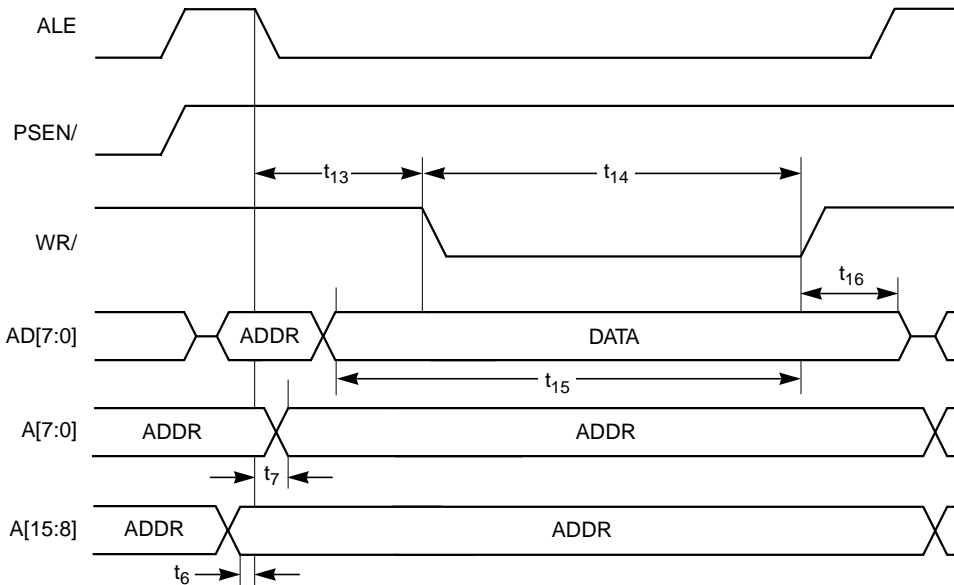 ALE
PSEN/
t13
t14
WR/
t16
AD[7:0]
ADDR
DATA
t15
A[7:0]
ADDR
ADDR
t7
A[15:8]
ADDR
ADDR
t6